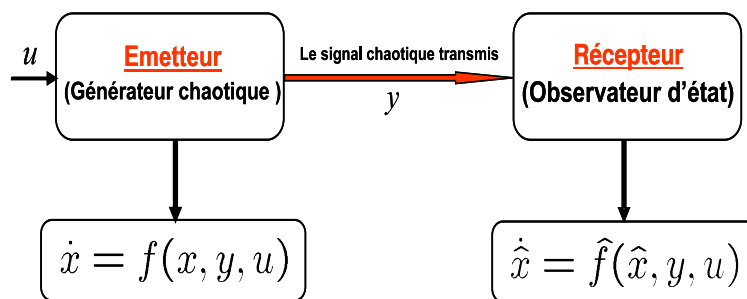 u
Emetteur
(Générateur chaotique )
Le signal chaotique transmis
y
Récepteur
(Observateur d'état)
ẋ = f(x, y, u)
x̂̇ = f̂(x̂, y, u)